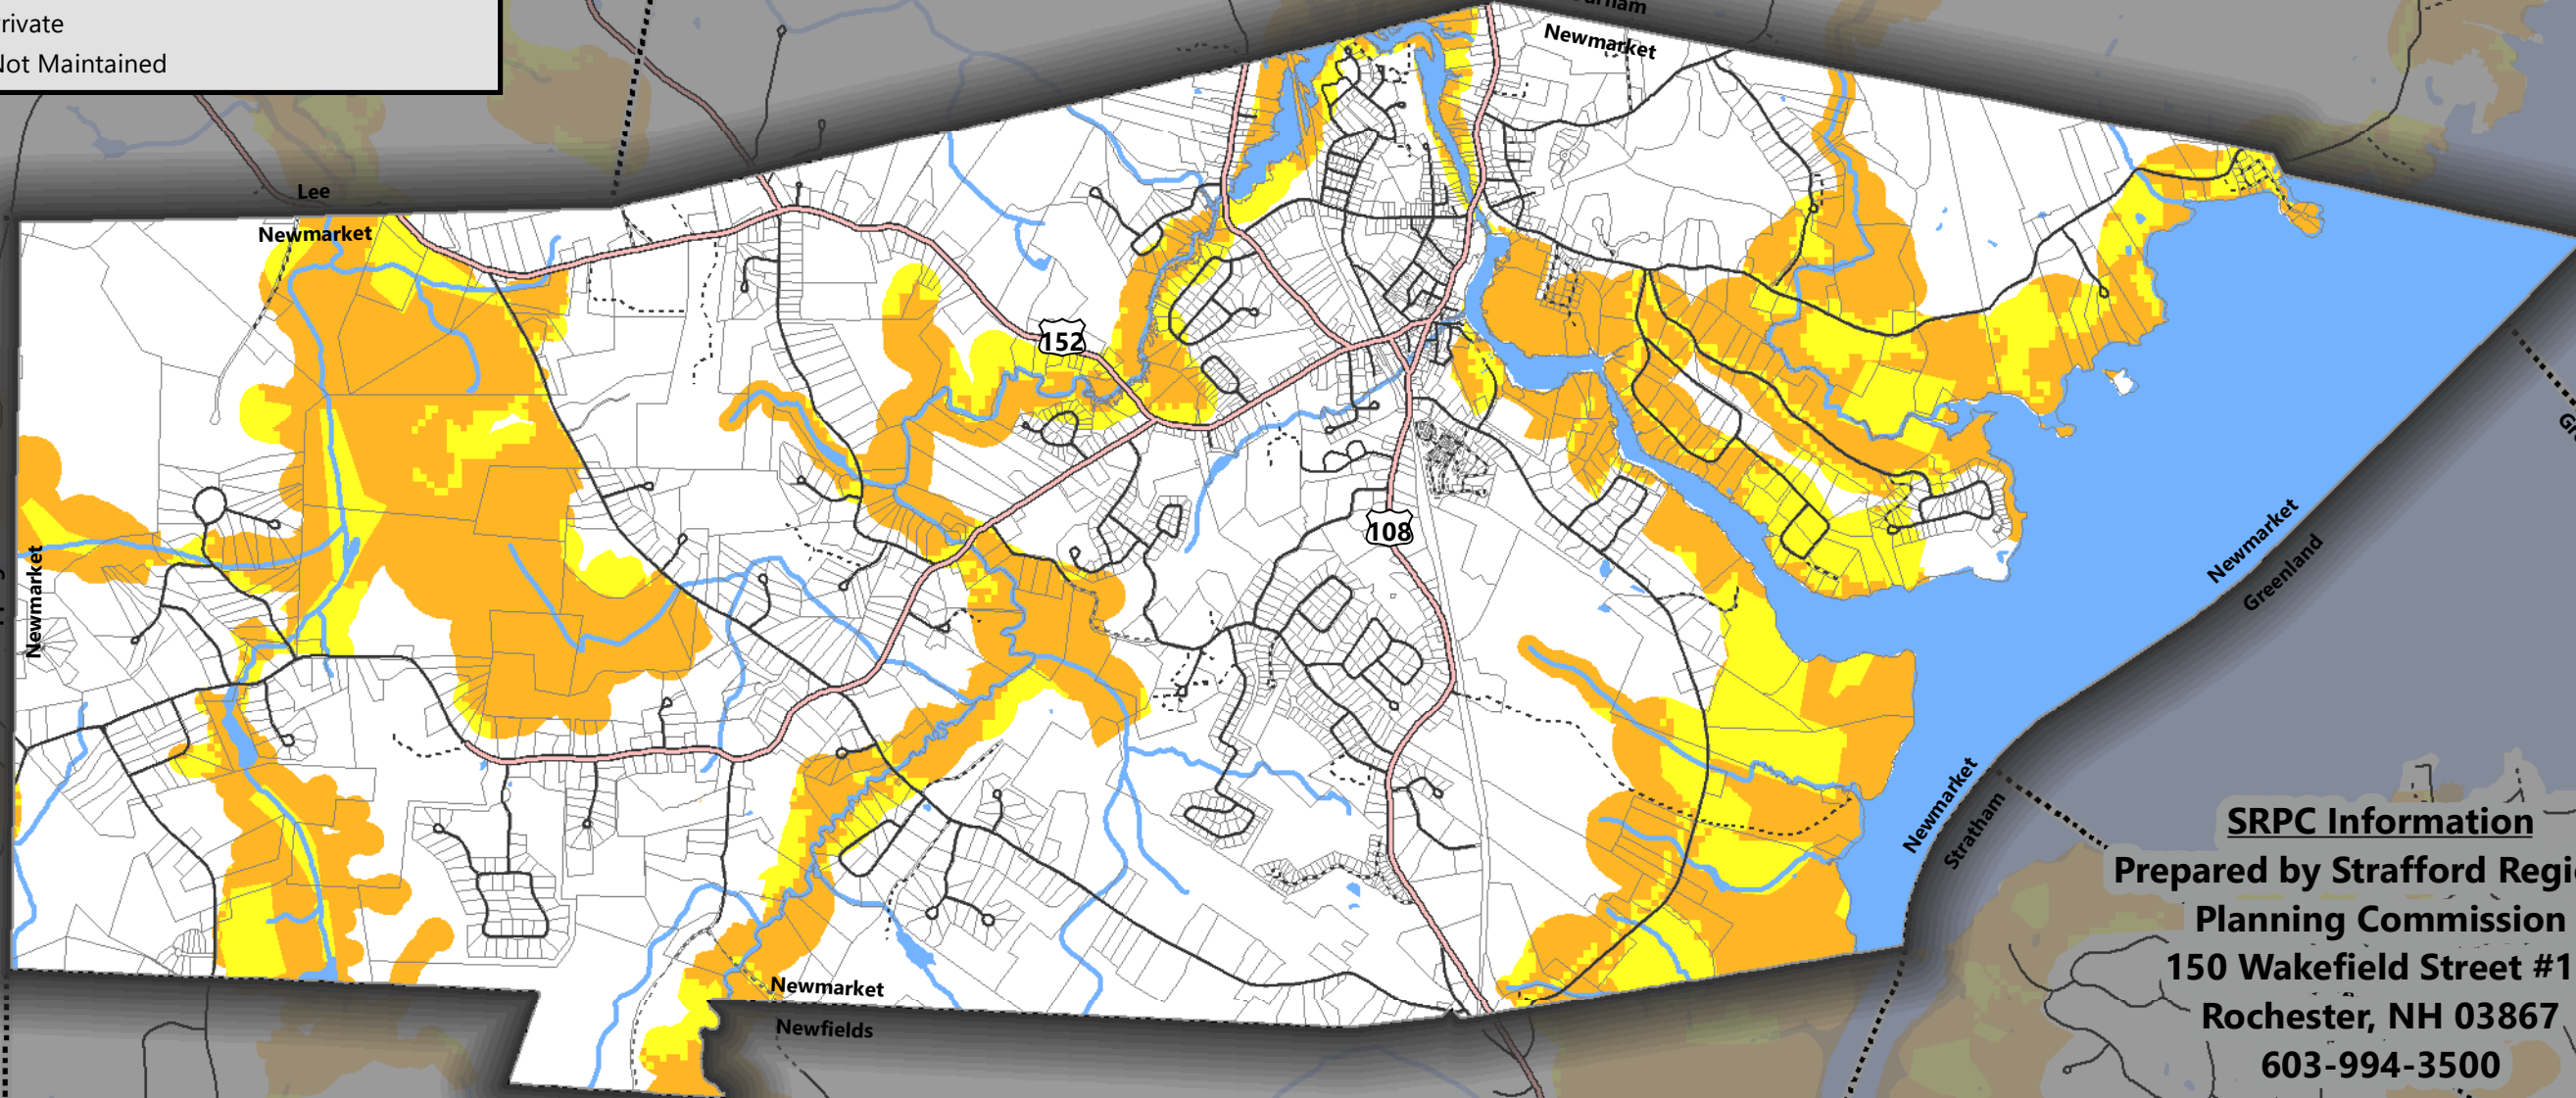 Private
Not Maintained
Newmarket
Lee
Newmarket
152
108
Newmarket
Newmarket
Greenland
Newmarket
Stratham
Newmarket
Newfields
SRPC Information
Prepared by Strafford Regi
Planning Commission
150 Wakefield Street #1
Rochester, NH 03867
603-994-3500